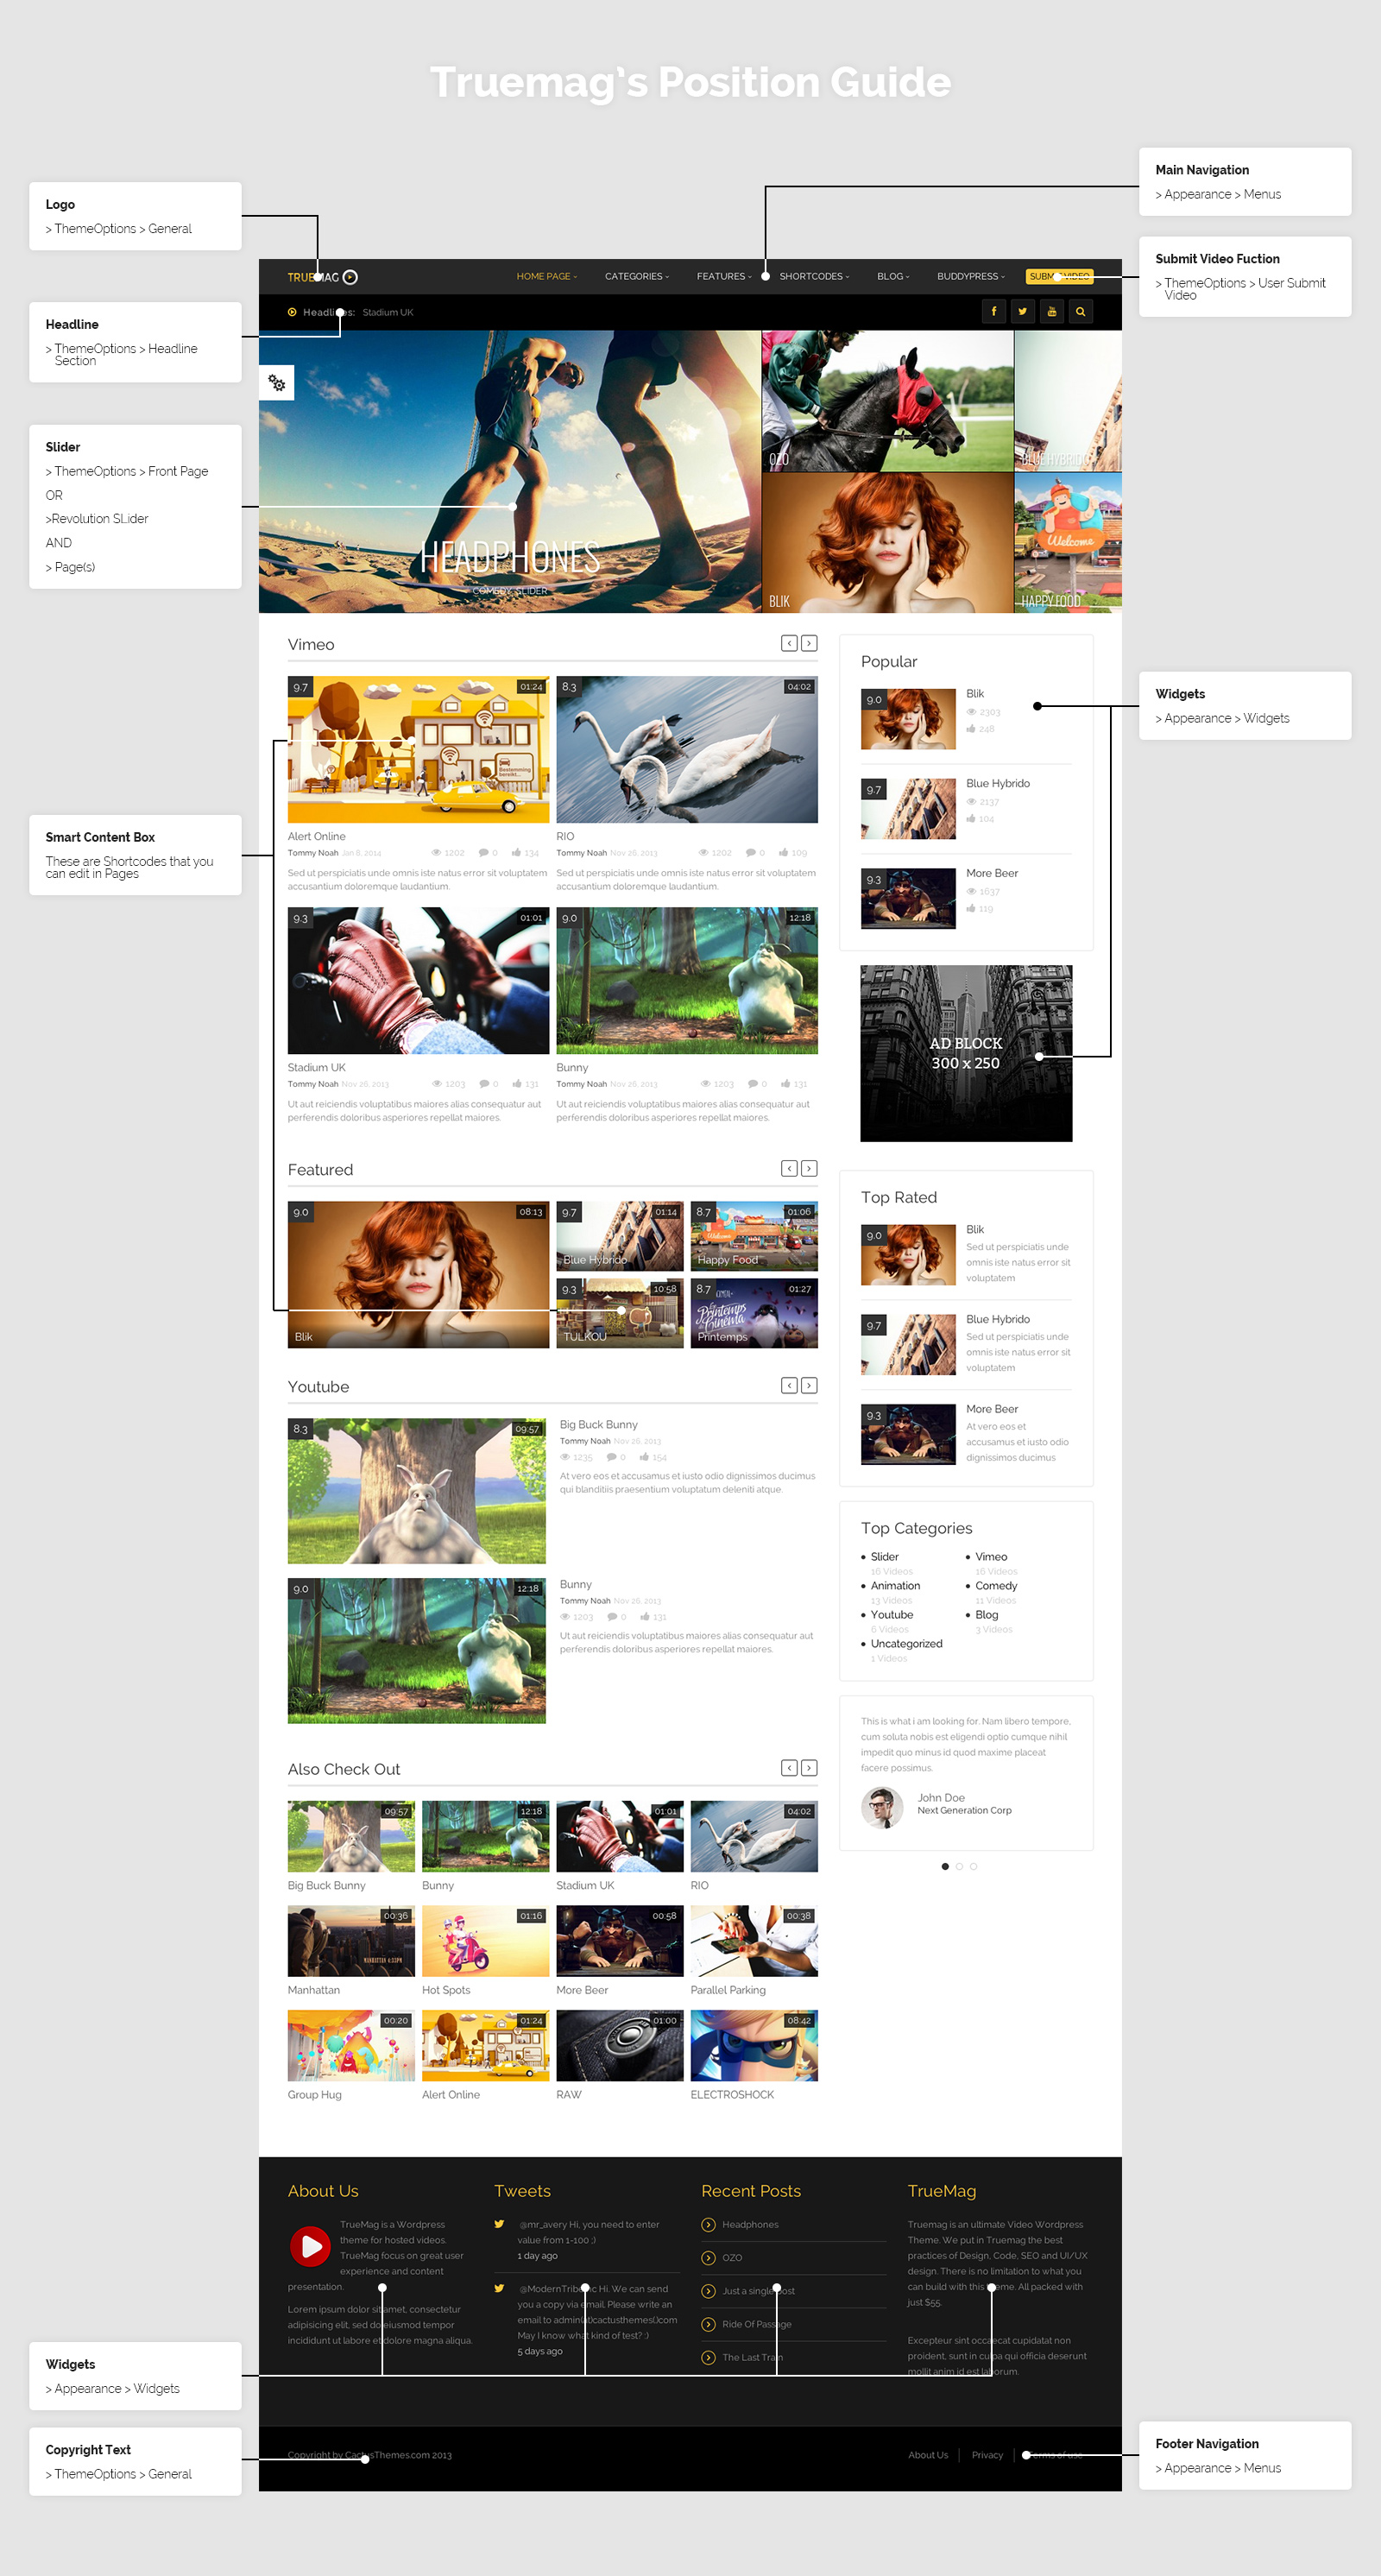 Truemag's Position Guide
Logo
> ThemeOptions > General
Headline
> ThemeOptions > Headline
Section
Slider
> ThemeOptions > Front Page
OR
>Revolution SLider
AND
> Page(s)
Smart Content Box
These are Shortcodes that you
can edit in Pages
Main Navigation
> Appearance > Menus
Submit Video Fuction
> ThemeOptions > User Submit
Video
Widgets
> Appearance > Widgets
TRUEMAG
HOME PAGE
CATEGORIES
FEATURES
SHORTCODES
BLOG
BUDDYPRESS
SUBMIT VIDEO
Headlines: Stadium UK
HEADPHONES
COMEDY, SLIDER
OZO
BLUE HYBRIDO
BLIK
Welcome
HAPPY FOOD
Vimeo
9.7
01:24
Bestemming
bereikt...
Alert Online
Tommy Noah Jan 8, 2014 1202 0 134
Sed ut perspiciatis unde omnis iste natus error sit voluptatem
accusantium doloremque laudantium.
8.3
04:02
RIO
Tommy Noah Nov 26, 2013 1202 0 109
Sed ut perspiciatis unde omnis iste natus error sit voluptatem
accusantium doloremque laudantium.
9.3
01:01
Stadium UK
Tommy Noah Nov 26, 2013 1203 0 131
Ut aut reiciendis voluptatibus maiores alias consequatur aut
perferendis doloribus asperiores repellat maiores.
9.0
12:18
Bunny
Tommy Noah Nov 26, 2013 1203 0 131
Ut aut reiciendis voluptatibus maiores alias consequatur aut
perferendis doloribus asperiores repellat maiores.
Featured
9.0
08:13
Blik
9.7
01:14
Blue Hybrido
8.7
01:06
Welcome
Happy Food
9.3
10:58
TULKOU
8.7
01:27
Printemps
Cinéma
Printemps
Youtube
8.3
09:57
Big Buck Bunny
Tommy Noah Nov 26, 2013
1235 0 154
At vero eos et accusamus et iusto odio dignissimos ducimus
qui blanditiis praesentium voluptatum deleniti atque.
9.0
12:18
Bunny
Tommy Noah Nov 26, 2013
1203 0 131
Ut aut reiciendis voluptatibus maiores alias consequatur aut
perferendis doloribus asperiores repellat maiores.
Also Check Out
09:57
Big Buck Bunny
12:18
Bunny
01:01
Stadium UK
04:02
RIO
00:36
MANHATTAN 4:33PM
Manhattan
01:16
Hot Spots
00:58
More Beer
00:38
Parallel Parking
00:20
Group Hug
01:24
Alert Online
01:00
RAW
08:42
ELECTROSHOCK
Popular
9.0
Blik
2303
248
9.7
Blue Hybrido
2137
104
9.3
More Beer
1637
119
AD BLOCK
300 x 250
Top Rated
9.0
Blik
Sed ut perspiciatis unde
omnis iste natus error sit
voluptatem
9.7
Blue Hybrido
Sed ut perspiciatis unde
omnis iste natus error sit
voluptatem
9.3
More Beer
At vero eos et
accusamus et iusto odio
dignissimos ducimus
Top Categories
Slider
16 Videos
Vimeo
16 Videos
Animation
13 Videos
Comedy
11 Videos
Youtube
6 Videos
Blog
3 Videos
Uncategorized
1 Videos
This is what i am looking for. Nam libero tempore,
cum soluta nobis est eligendi optio cumque nihil
impedit quo minus id quod maxime placeat
facere possimus.
John Doe
Next Generation Corp
About Us
TrueMag is a Wordpress
theme for hosted videos.
TrueMag focus on great user
experience and content
presentation.
Lorem ipsum dolor sit amet, consectetur
adipisicing elit, sed do eiusmod tempor
incididunt ut labore et dolore magna aliqua.
Tweets
@mr_avery Hi, you need to enter
value from 1-100 ;)
1 day ago
@ModernTribeInc Hi. We can send
you a copy via email. Please write an
email to admin(at)cactusthemes(.)com
May I know what kind of test? :)
5 days ago
Recent Posts
Headphones
OZO
Just a single post
Ride Of Passage
The Last Train
TrueMag
Truemag is an ultimate Video Wordpress
Theme. We put in Truemag the best
practices of Design, Code, SEO and UI/UX
design. There is no limitation to what you
can build with this theme. All packed with
just $55.
Excepteur sint occaecat cupidatat non
proident, sunt in culpa qui officia deserunt
mollit anim id est laborum.
Widgets
> Appearance > Widgets
Copyright Text
> ThemeOptions > General
Copyright by CactusThemes.com 2013
About Us
Privacy
Terms of use
Footer Navigation
> Appearance > Menus